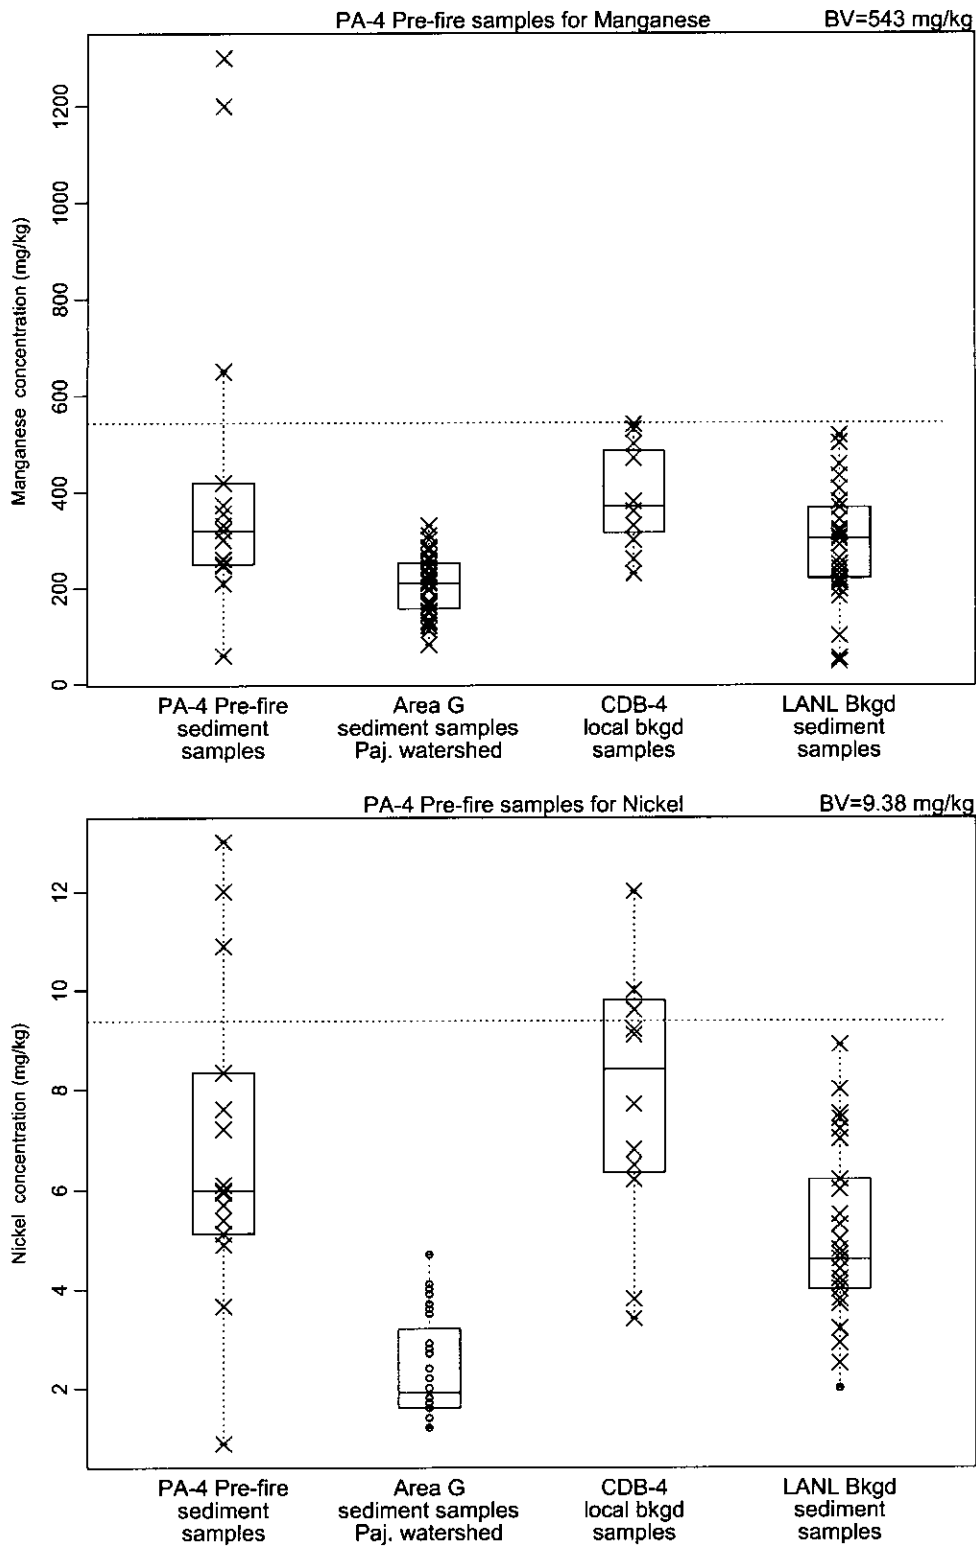 PA-4 Pre-fire samples for Manganese
BV=543 mg/kg
Manganese concentration (mg/kg)
1200
1000
800
600
400
200
0
PA-4 Pre-fire
sediment
samples
Area G
sediment samples
Paj. watershed
CDB-4
local bkgd
samples
LANL Bkgd
sediment
samples
PA-4 Pre-fire samples for Nickel
BV=9.38 mg/kg
Nickel concentration (mg/kg)
12
10
8
6
4
2
PA-4 Pre-fire
sediment
samples
Area G
sediment samples
Paj. watershed
CDB-4
local bkgd
samples
LANL Bkgd
sediment
samples